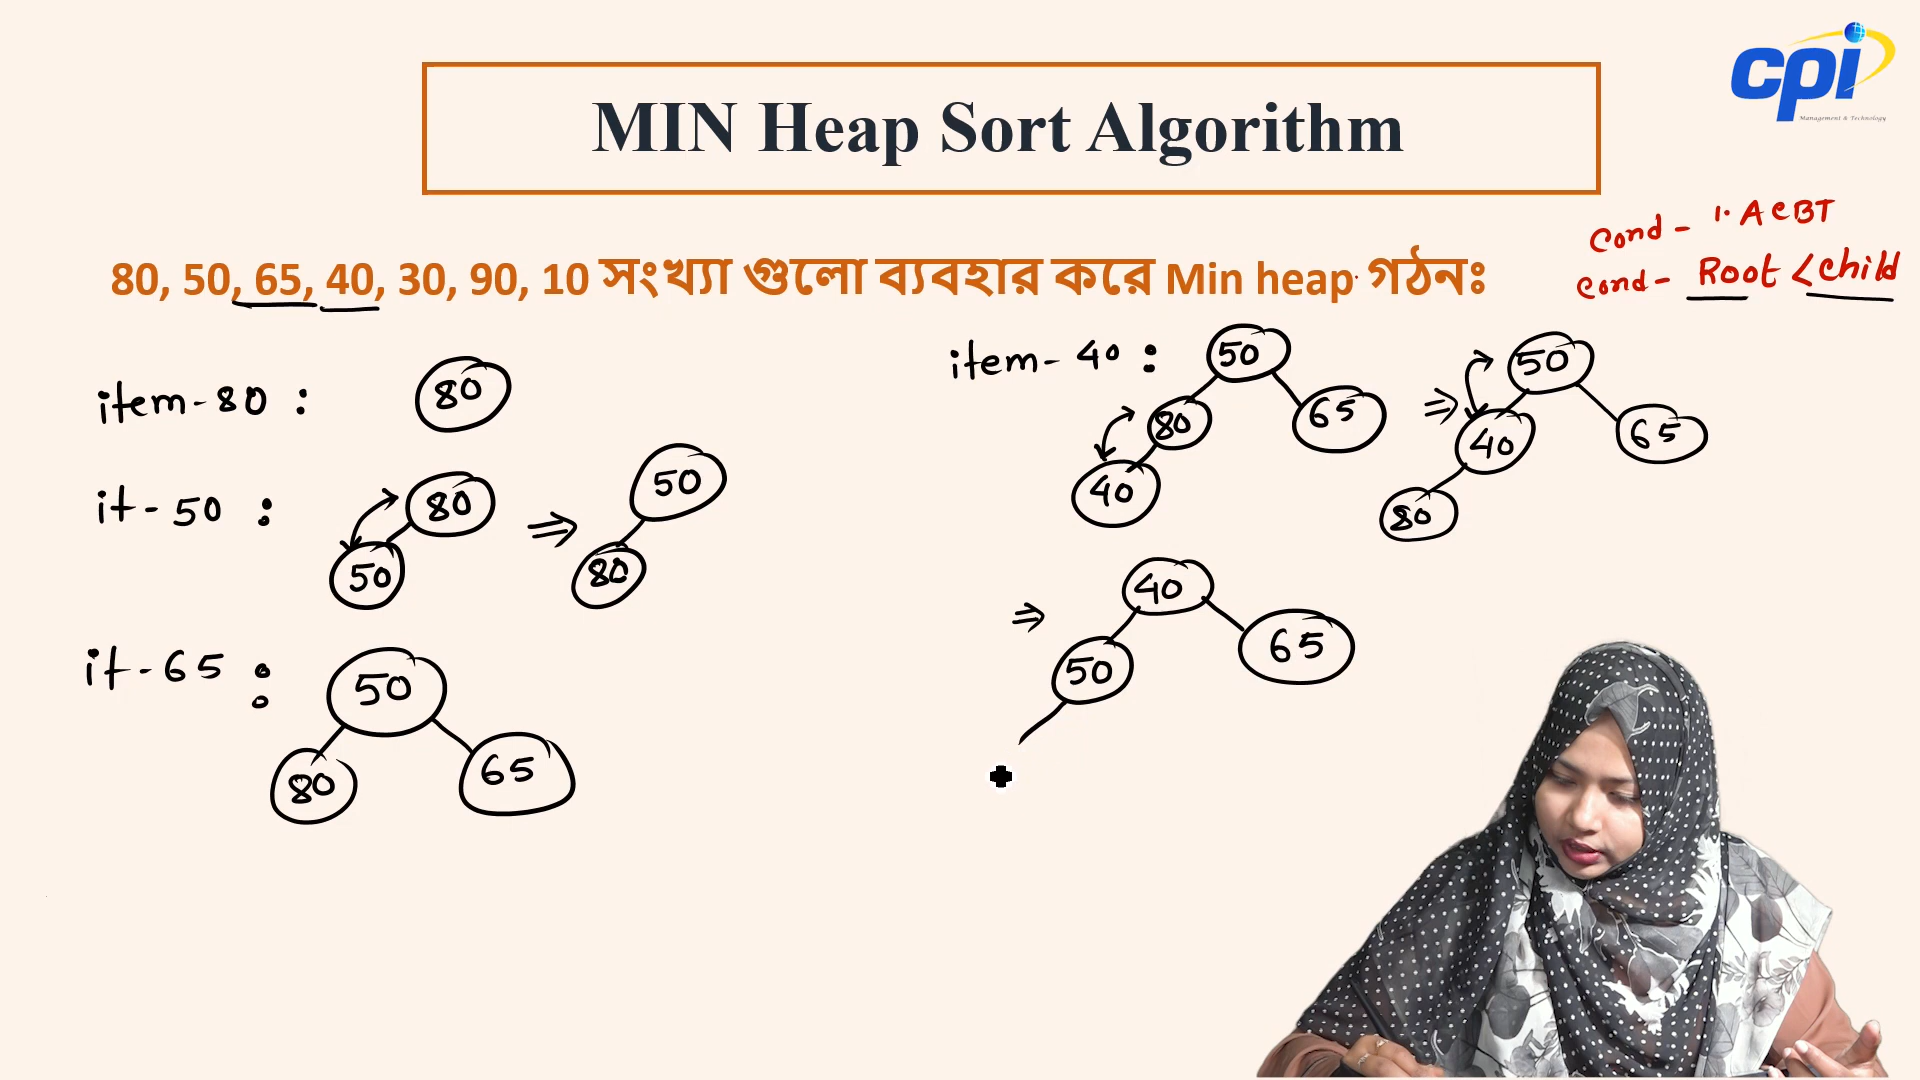 cpi
Management & Technology
MIN Heap Sort Algorithm
cond - 1. ACBT
cond - Root < child
80, 50, 65, 40, 30, 90, 10 সংখ্যা গুলো ব্যবহার করে Min heap গঠনঃ
item-80 : 80
it-50 : 80 50 ⇒ 50 80
it-65 : 50 80 65
item-40 : 50 80 65 40 ⇒ 50 40 65 80
⇒ 40 50 65